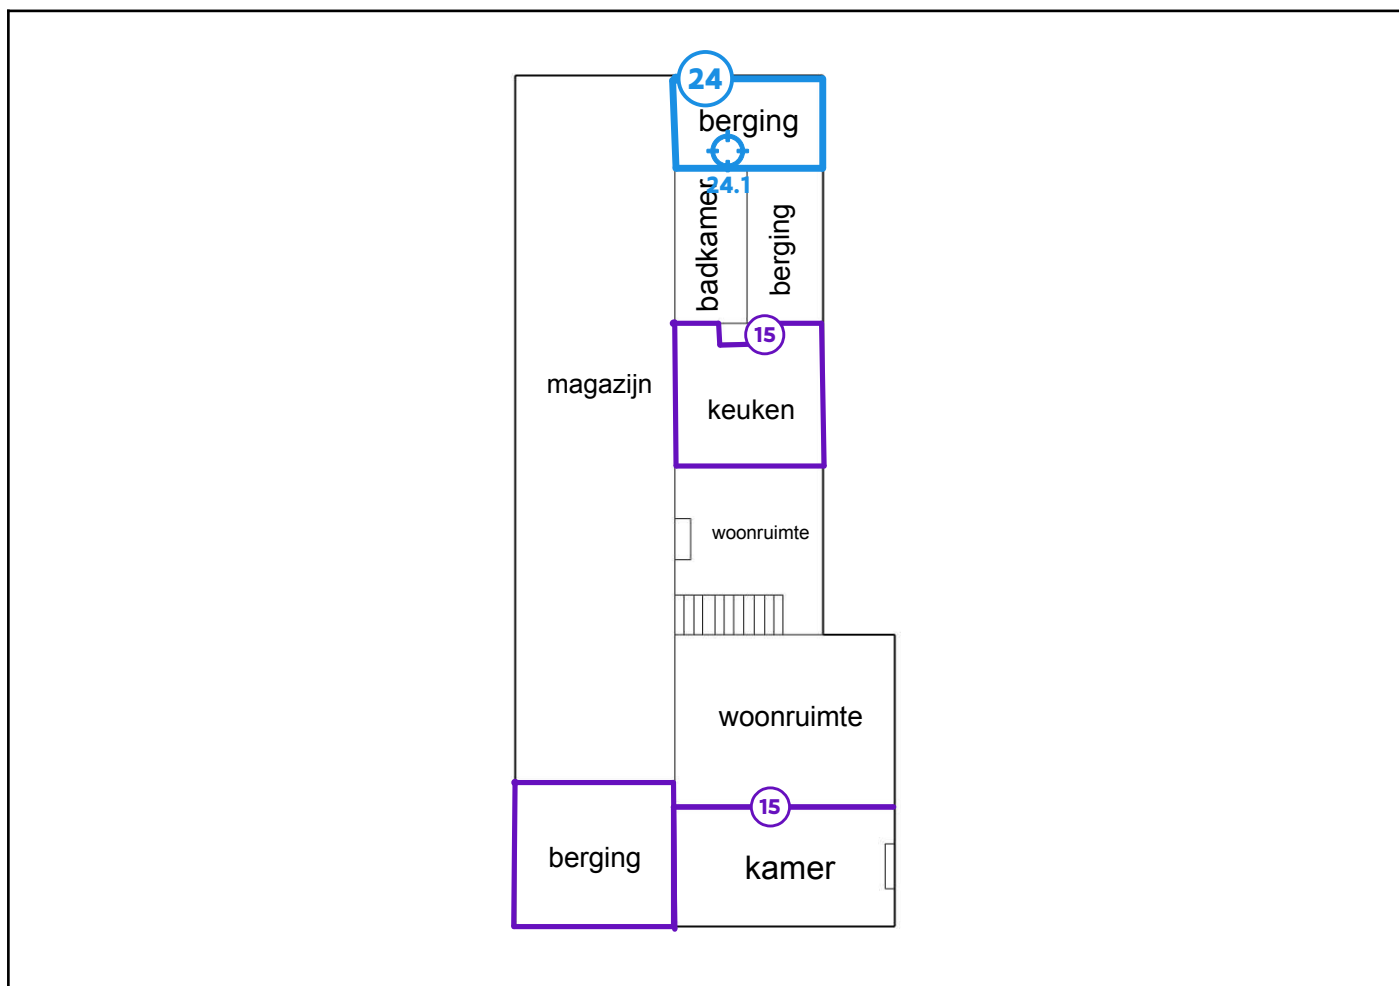 24
berging
24.1
badkamer
berging
15
magazijn
keuken
woonruimte
woonruimte
15
berging
kamer